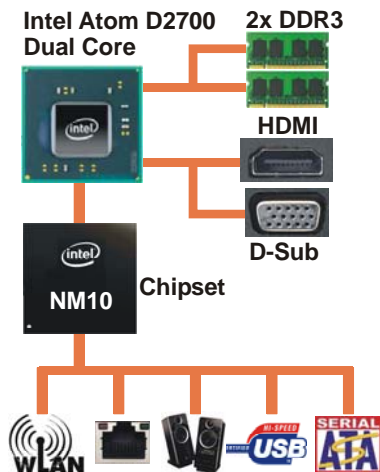 Intel Atom D2700
Dual Core
2x DDR3
intel
HDMI
D-Sub
intel
NM10
Chipset
WLAN
CERTIFIED
HI-SPEED
USB
SERIAL
ATA